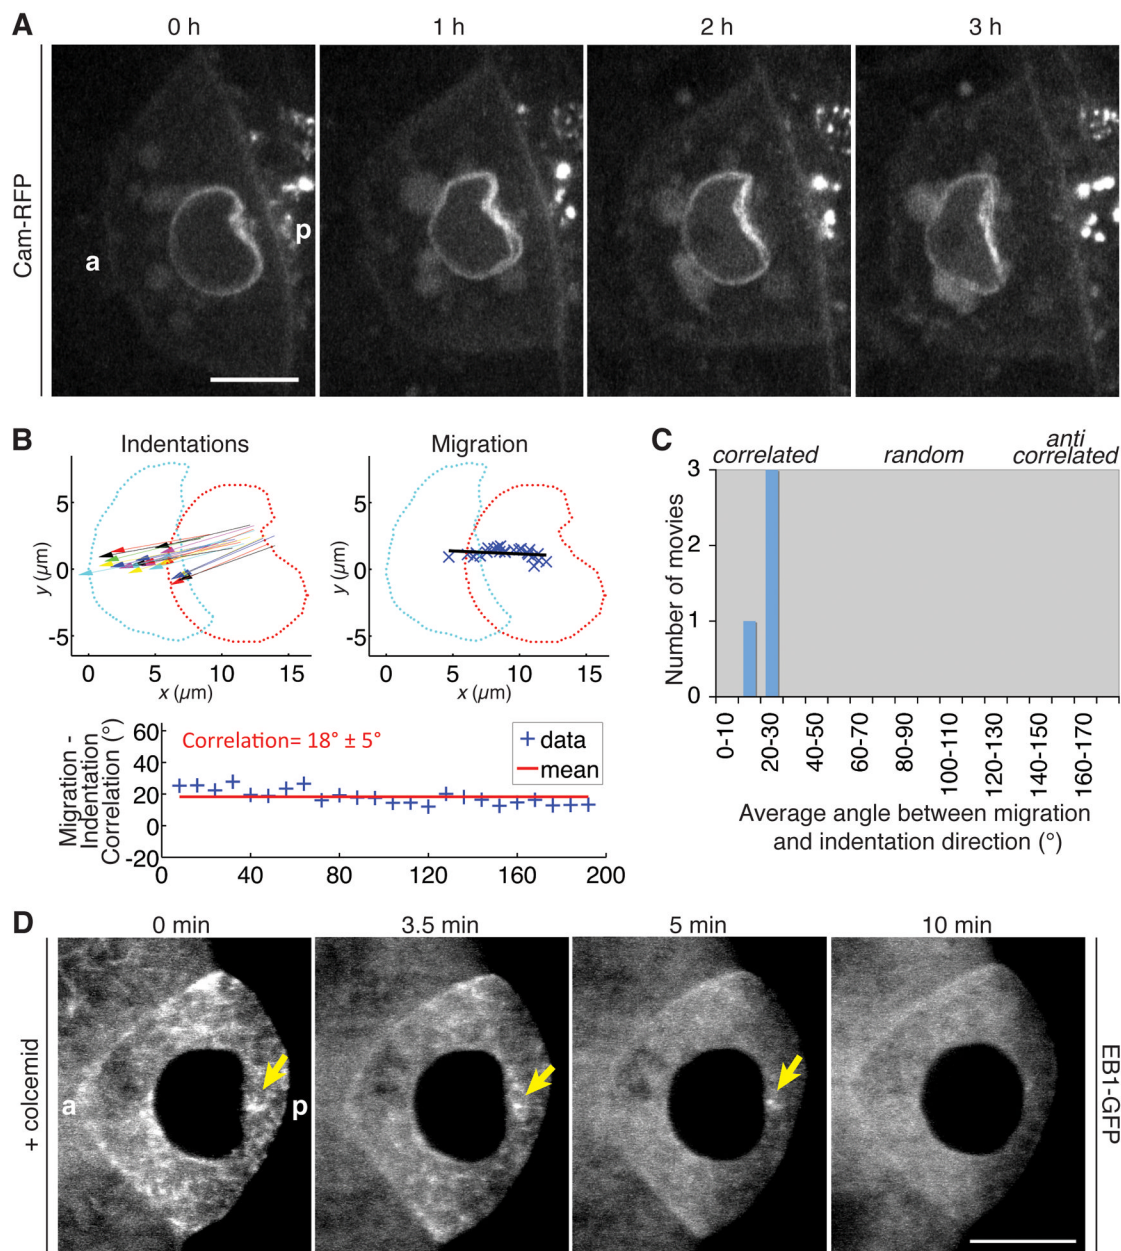 A
0 h
1 h
2 h
3 h
Cam-RFP
a
p
B
Indentations
Migration
y (µm)
5
0
-5
0
5
10
15
x (µm)
y (µm)
5
0
-5
0
5
10
15
x (µm)
Migration -
Indentation
Correlation (°)
60
40
20
0
-20
Correlation= 18° ± 5°
data
mean
40
80
120
160
200
C
correlated
random
anti
correlated
Number of movies
3
2
1
0
0-10
20-30
40-50
60-70
80-90
100-110
120-130
140-150
160-170
Average angle between migration
and indentation direction (°)
D
0 min
3.5 min
5 min
10 min
+ colcemid
a
p
EB1-GFP